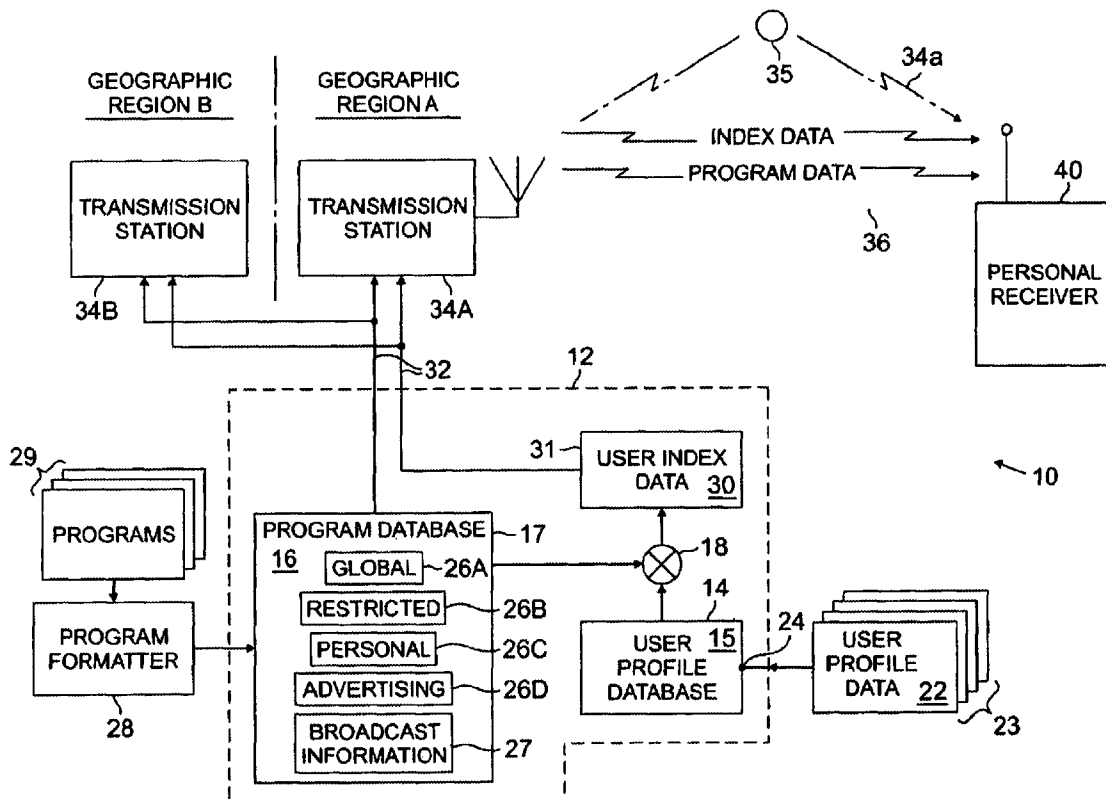 35
34a
GEOGRAPHIC
REGION B
GEOGRAPHIC
REGION A
INDEX DATA
PROGRAM DATA
40
36
TRANSMISSION
STATION
TRANSMISSION
STATION
PERSONAL
RECEIVER
34B
34A
32
12
31
USER INDEX
DATA
30
10
29
PROGRAMS
PROGRAM DATABASE
17
16
GLOBAL
26A
18
RESTRICTED
26B
14
PERSONAL
26C
ADVERTISING
26D
BROADCAST
INFORMATION
27
PROGRAM
FORMATTER
28
USER
PROFILE
DATABASE
15
24
USER
PROFILE
DATA
22
23